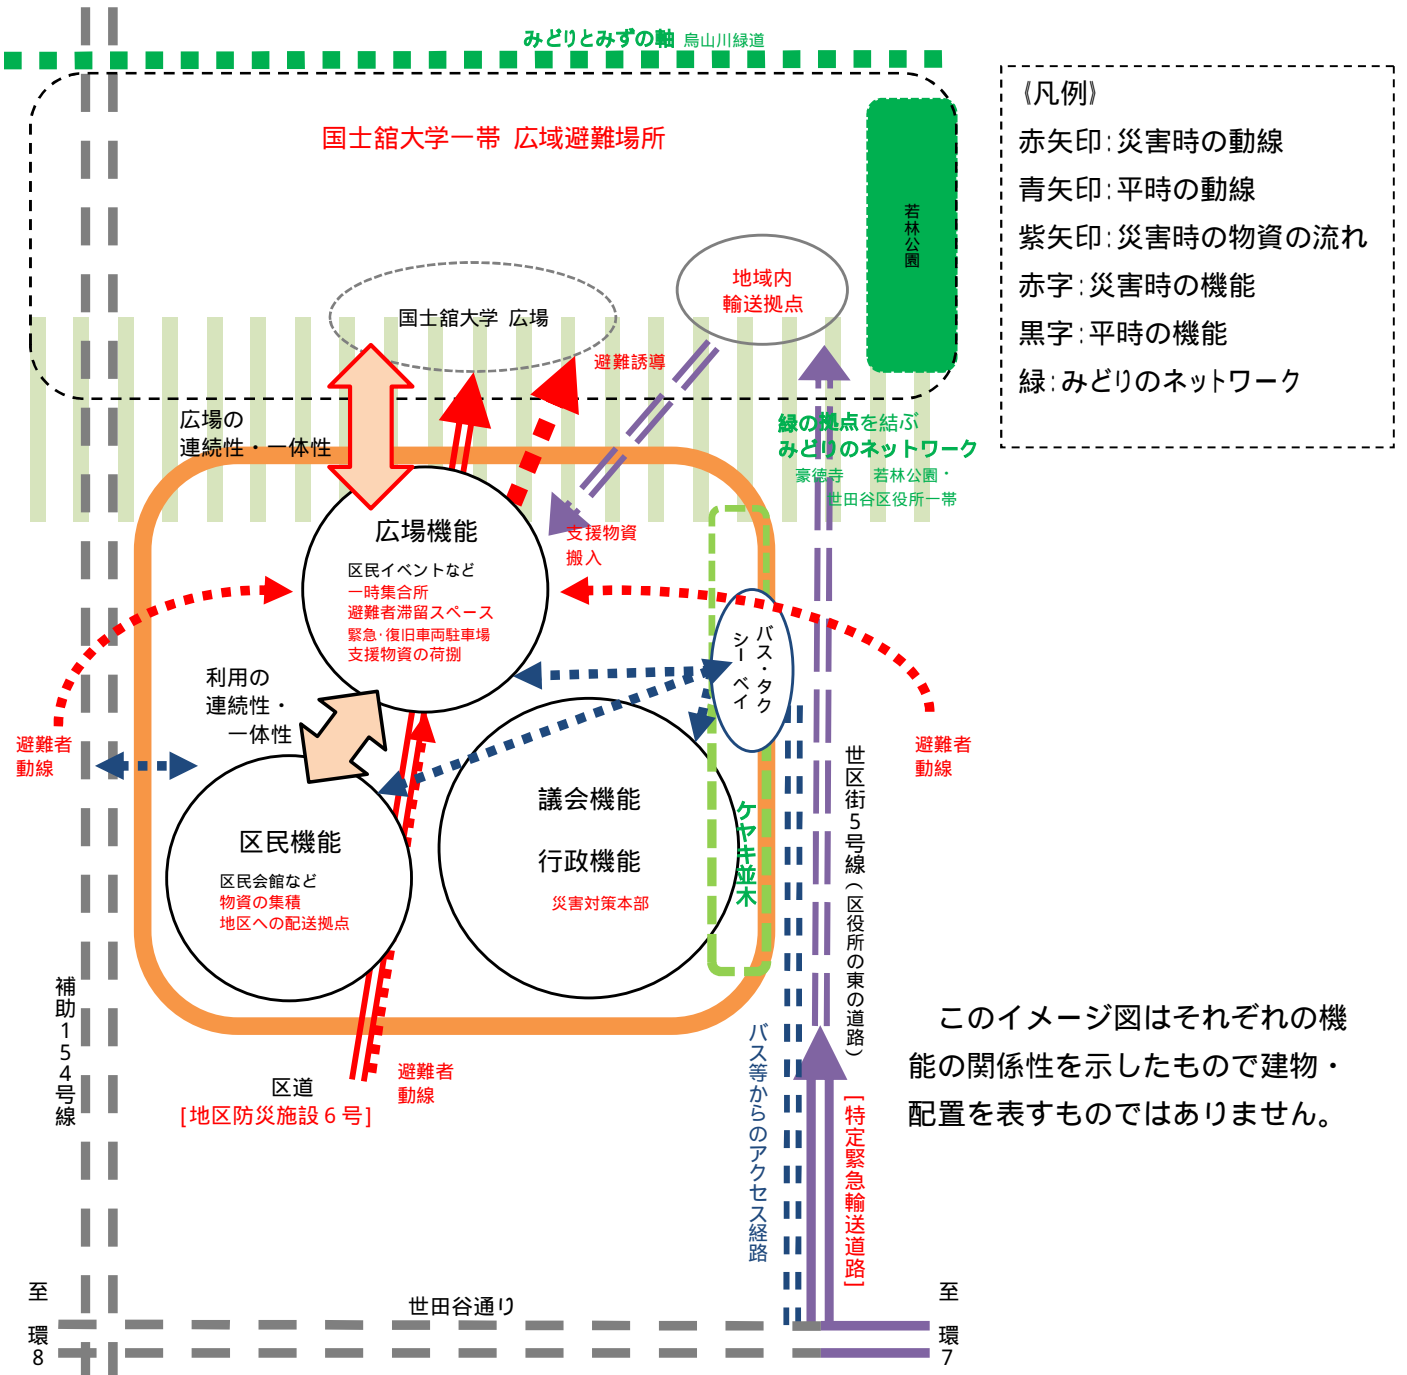 みどりとみずの軸 烏山川緑道
《凡例》
赤矢印:災害時の動線
青矢印:平時の動線
紫矢印:災害時の物資の流れ
赤字:災害時の機能
黒字:平時の機能
緑:みどりのネットワーク
国士舘大学一帯 広域避難場所
若林公園
地域内
輸送拠点
国士舘大学 広場
避難誘導
広場の
連続性・一体性
緑の拠点を結ぶ
みどりのネットワーク
豪徳寺 若林公園・
世田谷区役所一帯
支援物資
搬入
広場機能
区民イベントなど
一時集合所
避難者滞留スペース
緊急・復旧車両駐車場
支援物資の荷捌
バス・タク
シーベイ
利用の
連続性・
一体性
避難者
動線
避難者
動線
議会機能
行政機能
災害対策本部
ケヤキ並木
区民機能
区民会館など
物資の集積
地区への配送拠点
世区街5号線(区役所の東の道路)
補助154号線
このイメージ図はそれぞれの機
能の関係性を示したもので建物・
配置を表すものではありません。
バス等からのアクセス経路
[特定緊急輸送道路]
避難者
動線
区道
[地区防災施設6号]
世田谷通り
至 環8
至 環7